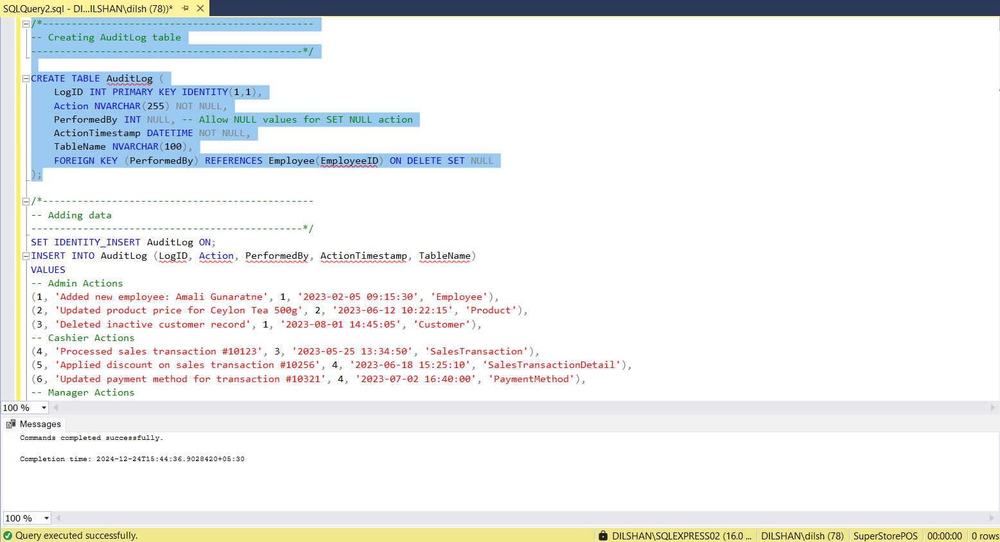 SQLQuery2.sql - DI...ILSHAN\dilsh (78))*
/*-----------------------------------------------
-- Creating AuditLog table
-----------------------------------------------*/
CREATE TABLE AuditLog (
LogID INT PRIMARY KEY IDENTITY(1,1),
Action NVARCHAR(255) NOT NULL,
PerformedBy INT NULL, -- Allow NULL values for SET NULL action
ActionTimestamp DATETIME NOT NULL,
TableName NVARCHAR(100),
FOREIGN KEY (PerformedBy) REFERENCES Employee(EmployeeID) ON DELETE SET NULL
);
/*-----------------------------------------------
-- Adding data
-----------------------------------------------*/
SET IDENTITY_INSERT AuditLog ON;
INSERT INTO AuditLog (LogID, Action, PerformedBy, ActionTimestamp, TableName)
VALUES
-- Admin Actions
(1, 'Added new employee: Amali Gunaratne', 1, '2023-02-05 09:15:30', 'Employee'),
(2, 'Updated product price for Ceylon Tea 500g', 2, '2023-06-12 10:22:15', 'Product'),
(3, 'Deleted inactive customer record', 1, '2023-08-01 14:45:05', 'Customer'),
-- Cashier Actions
(4, 'Processed sales transaction #10123', 3, '2023-05-25 13:34:50', 'SalesTransaction'),
(5, 'Applied discount on sales transaction #10256', 4, '2023-06-18 15:25:10', 'SalesTransactionDetail'),
(6, 'Updated payment method for transaction #10321', 4, '2023-07-02 16:40:00', 'PaymentMethod'),
-- Manager Actions
100 %
Messages
Commands completed successfully.
Completion time: 2024-12-24T15:44:36.9028420+05:30
100 %
Query executed successfully.
DILSHAN\SQLEXPRESS02 (16.0 ...
DILSHAN\dilsh (78)
SuperStorePOS
00:00:00
0 rows